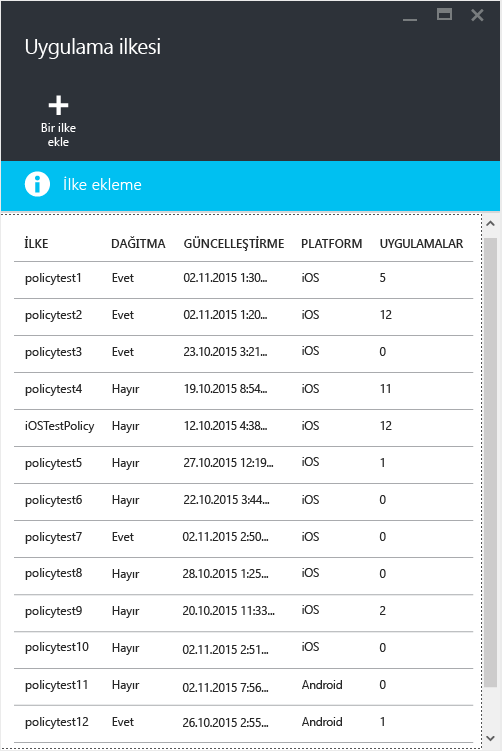 Uygulama ilkesi
Bir ilke
ekle
İlke ekleme
İLKE DAĞITMA GÜNCELLEŞTİRME PLATFORM UYGULAMALAR
policytest1 Evet 02.11.2015 1:30... iOS 5
policytest2 Evet 02.11.2015 1:20... iOS 12
policytest3 Evet 23.10.2015 3:21... iOS 0
policytest4 Hayır 19.10.2015 8:54... iOS 11
iOSTestPolicy Hayır 12.10.2015 4:38... iOS 12
policytest5 Hayır 27.10.2015 12:19... iOS 1
policytest6 Hayır 22.10.2015 3:44... iOS 0
policytest7 Evet 02.11.2015 2:50... iOS 0
policytest8 Hayır 28.10.2015 1:25... iOS 0
policytest9 Hayır 20.10.2015 11:33... iOS 2
policytest10 Hayır 02.11.2015 2:51... iOS 0
policytest11 Hayır 02.11.2015 7:56... Android 0
policytest12 Evet 26.10.2015 2:55... Android 1